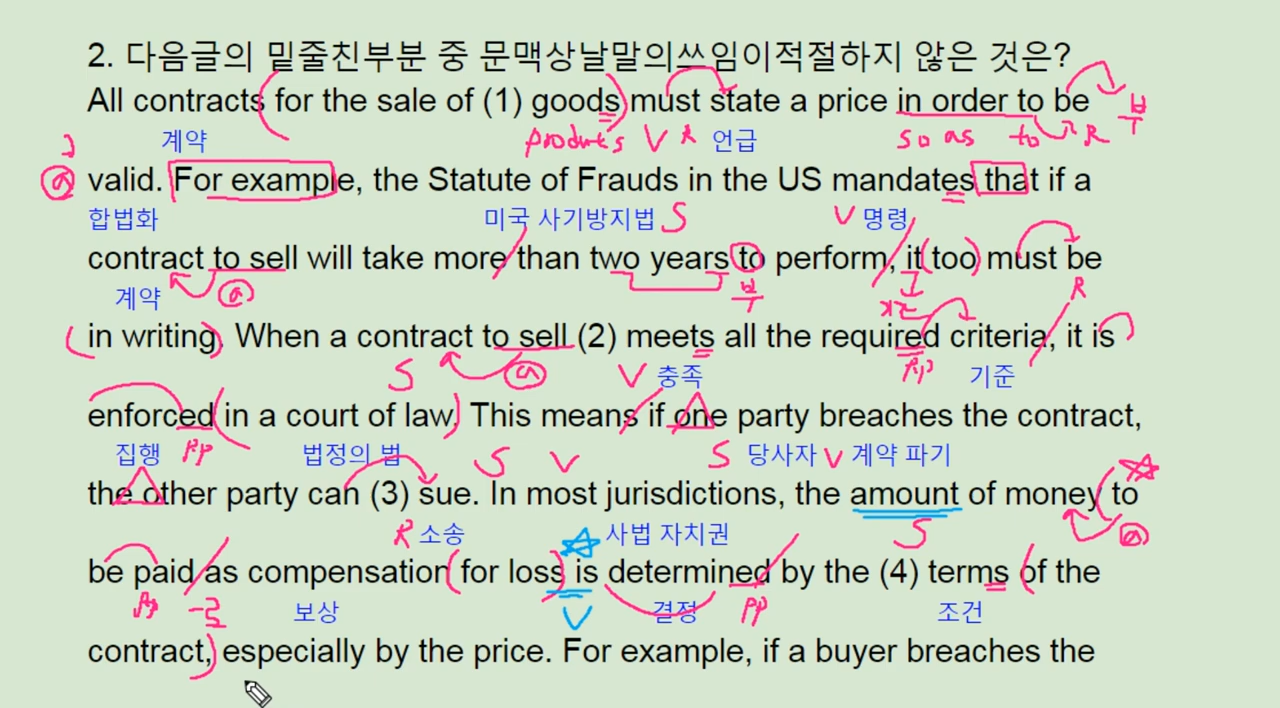 2. 다음글의 밑줄친부분 중 문맥상날말의쓰임이적절하지 않은 것은?
All contracts for the sale of (1) goods must state a price in order to be 부
계약 products V R 언급 so as to R
ⓐ valid. For example, the Statute of Frauds in the US mandates that if a
합법화 미국 사기방지법 S V 명령
contract to sell will take more than two years to perform, it (too) must be
계약 ⓐ 부 R
(in writing). When a contract to sell (2) meets all the required criteria, it is
S ⓐ V 충족 PP 기준
enforced (in a court of law). This means if one party breaches the contract,
집행 PP 법정의 법 S V S 당사자 V 계약 파기
the other party can (3) sue. In most jurisdictions, the amount of money to
R 소송 사법 자치권 S ⓐ
be paid as compensation (for loss) is determined by the (4) terms (of the
PP -로 보상 V 결정 PP 조건
contract,) especially by the price. For example, if a buyer breaches the